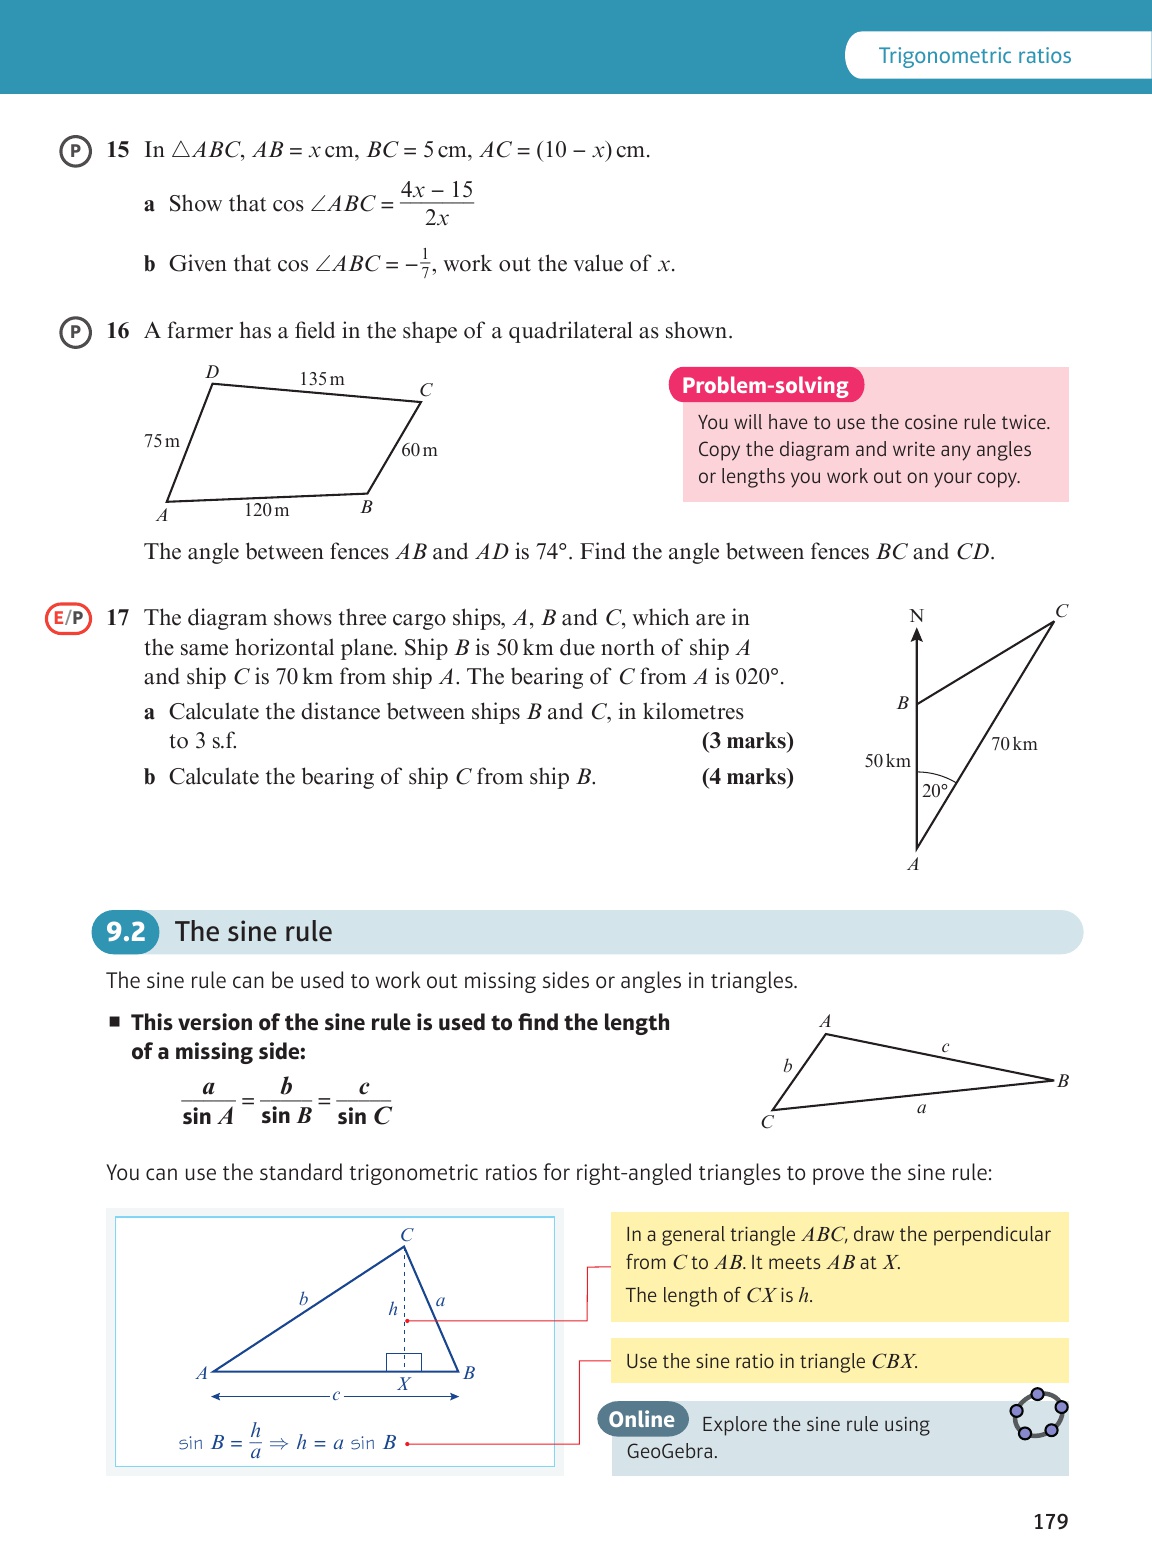 Trigonometric ratios
P 15 In △ABC, AB = x cm, BC = 5 cm, AC = (10 − x) cm.
a Show that cos ∠ABC = (4x − 15)/2x
b Given that cos ∠ABC = −1/7, work out the value of x.
P 16 A farmer has a field in the shape of a quadrilateral as shown.
D
135 m
C
75 m
60 m
A
120 m
B
Problem-solving
You will have to use the cosine rule twice.
Copy the diagram and write any angles
or lengths you work out on your copy.
The angle between fences AB and AD is 74°. Find the angle between fences BC and CD.
E/P 17 The diagram shows three cargo ships, A, B and C, which are in
the same horizontal plane. Ship B is 50 km due north of ship A
and ship C is 70 km from ship A. The bearing of C from A is 020°.
a Calculate the distance between ships B and C, in kilometres
to 3 s.f. (3 marks)
b Calculate the bearing of ship C from ship B. (4 marks)
N
C
B
70 km
50 km
20°
A
9.2 The sine rule
The sine rule can be used to work out missing sides or angles in triangles.
■ This version of the sine rule is used to find the length
of a missing side:
a/sin A = b/sin B = c/sin C
A
c
b
B
a
C
You can use the standard trigonometric ratios for right-angled triangles to prove the sine rule:
C
b
h
a
A
X
B
c
sin B = h/a ⇒ h = a sin B
In a general triangle ABC, draw the perpendicular
from C to AB. It meets AB at X.
The length of CX is h.
Use the sine ratio in triangle CBX.
Online Explore the sine rule using
GeoGebra.
179